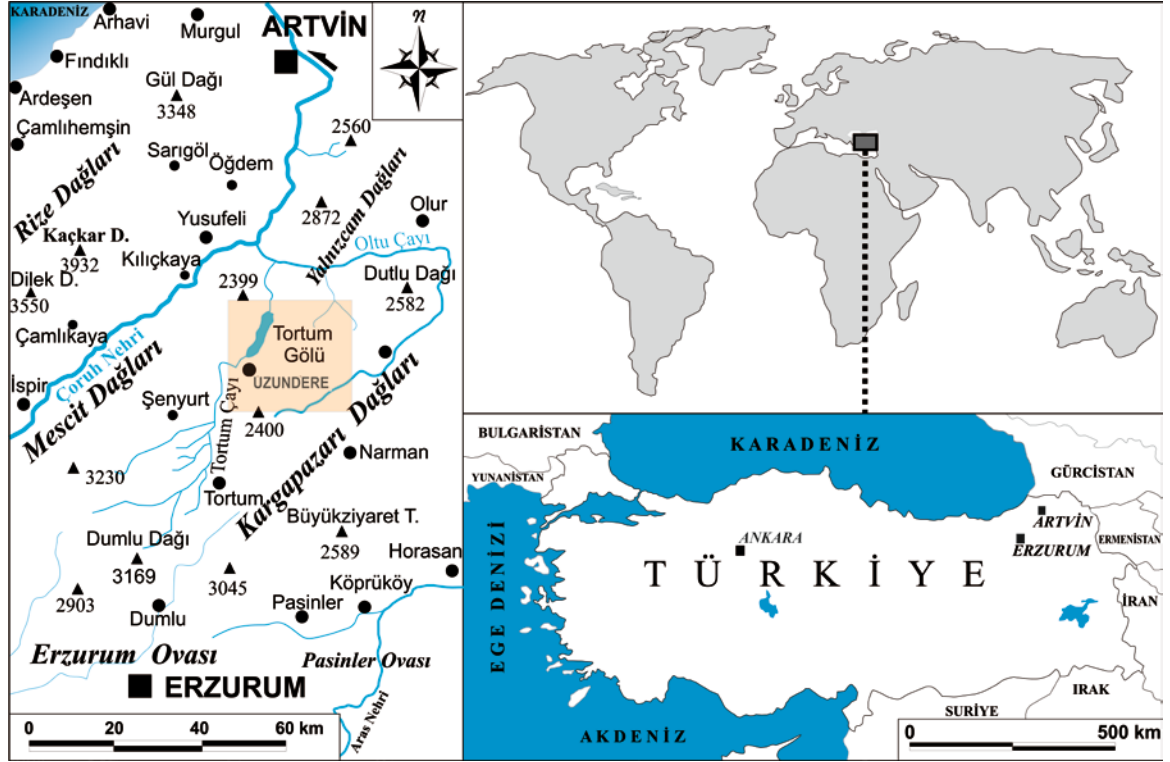 KARADENİZ
Arhavi
Murgul
ARTVİN
n
Fındıklı
Gül Dağı
3348
Ardeşen
Çamlıhemşin
2560
Sarıgöl
Öğdem
Rize Dağları
Yalnızcam Dağları
2872
Olur
Yusufeli
Kaçkar D.
3932
Oltu Çayı
Kılıçkaya
Dilek D.
3550
2399
Dutlu Dağı
2582
Çamlıkaya
Çoruh Nehri
Tortum
Gölü
UZUNDERE
İspir
Mescit Dağları
Şenyurt
Tortum Çayı
2400
Kargapazarı Dağları
Narman
3230
Tortum
Büyükziyaret T.
2589
Dumlu Dağı
3169
Horasan
3045
2903
Köprüköy
Dumlu
Pasinler
Erzurum Ovası
Pasinler Ovası
ERZURUM
Aras Nehri
0 20 40 60 km
BULGARİSTAN
KARADENİZ
YUNANİSTAN
GÜRCİSTAN
ARTVİN
ANKARA
ERZURUM
ERMENİSTAN
TÜRKİYE
EGE DENİZİ
İRAN
IRAK
SURİYE
AKDENİZ
0 500 km